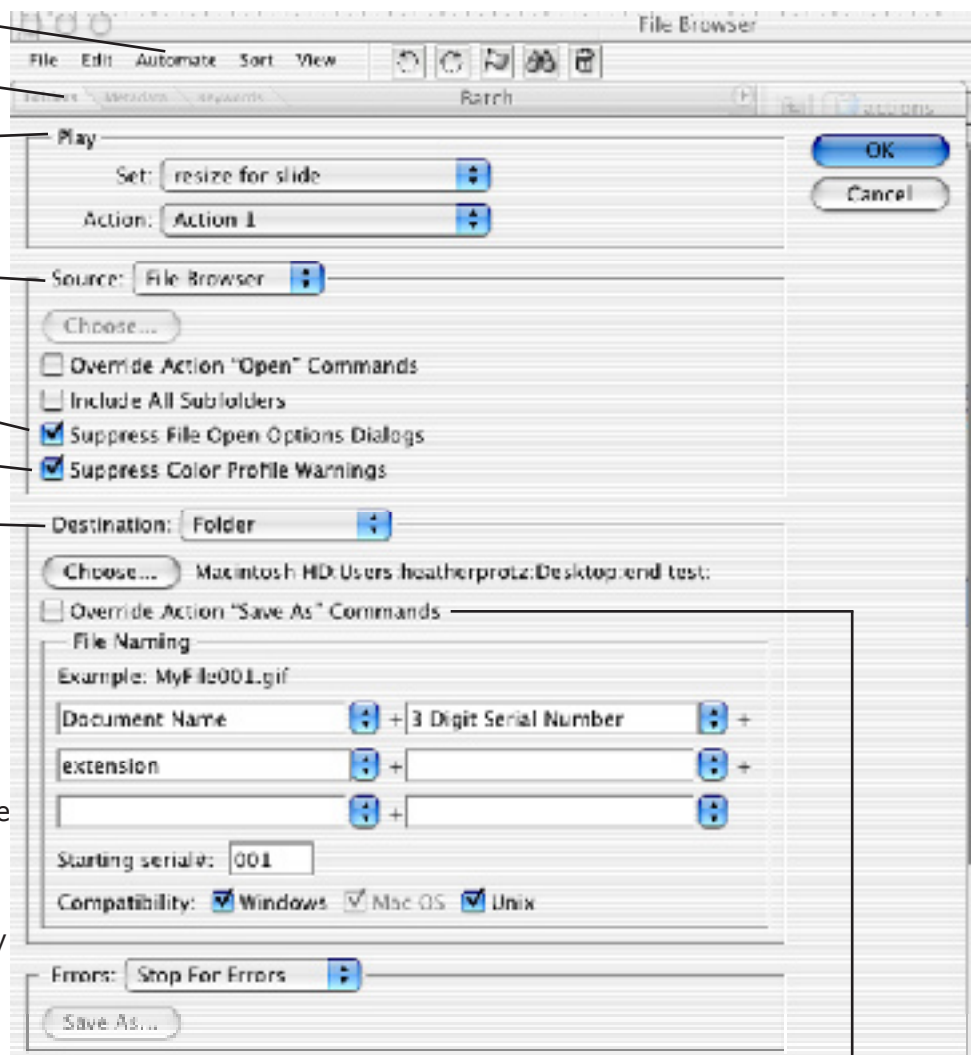 File Browser
File Edit Automate Sort View
Metadata Keywords Batch actions
Play
Set: resize for slide
OK
Action: Action 1
Cancel
Source: File Browser
Choose...
Override Action "Open" Commands
Include All Subfolders
Suppress File Open Options Dialogs
Suppress Color Profile Warnings
Destination: Folder
Choose... Macintosh HD:Users:heatherprotz:Desktop:end test:
Override Action "Save As" Commands
File Naming
Example: MyFile001.gif
Document Name + 3 Digit Serial Number +
extension + +
+
Starting serial#: 001
Compatibility: Windows Mac OS Unix
Errors: Stop For Errors
Save As...